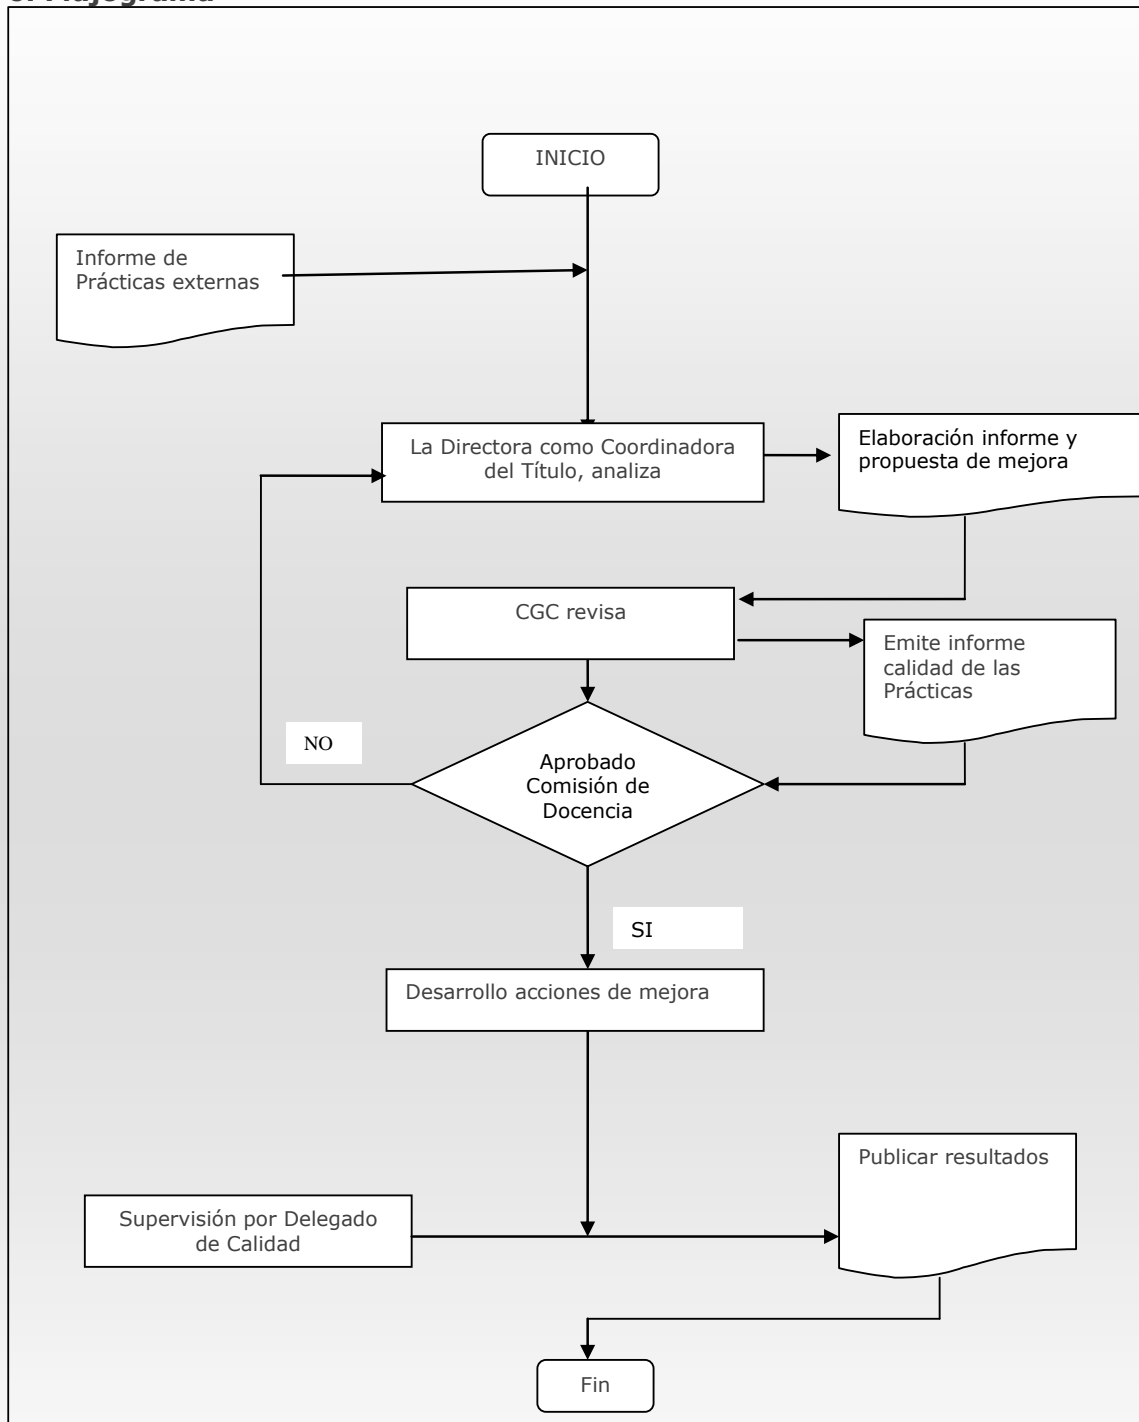 INICIO
Informe de
Prácticas externas
La Directora como Coordinadora
del Título, analiza
Elaboración informe y
propuesta de mejora
CGC revisa
Emite informe
calidad de las
Prácticas
NO
Aprobado
Comisión de
Docencia
SI
Desarrollo acciones de mejora
Publicar resultados
Supervisión por Delegado
de Calidad
Fin